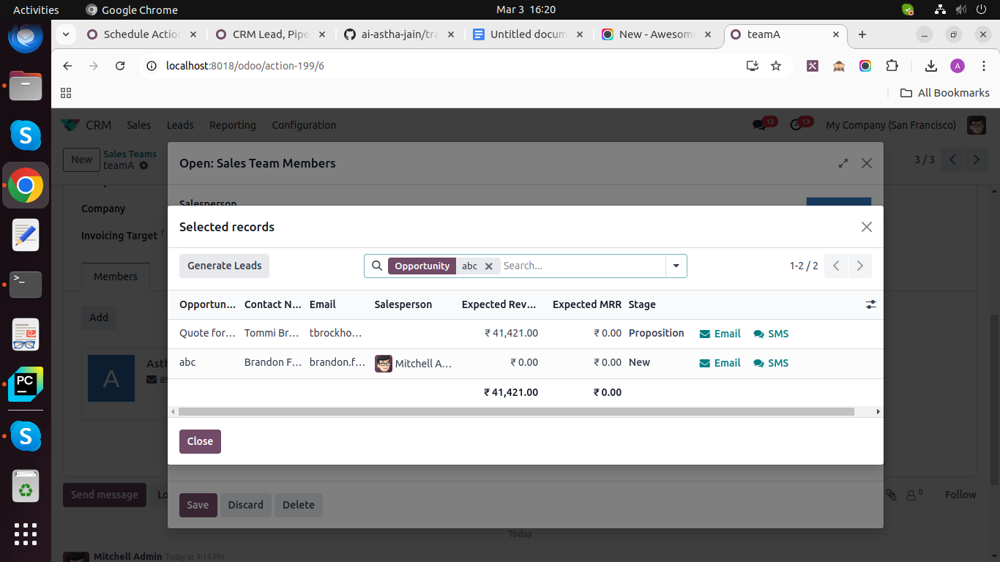 Activities
Google Chrome
Mar 3 16:20
Schedule Action
CRM Lead, Pipe
ai-astha-jain/tra
Untitled docum
New - Awesom
teamA
localhost:8018/odoo/action-199/6
A
All Bookmarks
CRM
Sales
Leads
Reporting
Configuration
12
13
My Company (San Francisco)
New
Sales Teams
teamA
3 / 3
Open: Sales Team Members
Company
Salesperson
Invoicing Target ?
Selected records
Generate Leads
Opportunity
abc
Search...
1-2 / 2
Members
Opportun...
Contact N...
Email
Salesperson
Expected Rev...
Expected MRR
Stage
Add
Quote for...
Tommi Br...
tbrockho...
₹ 41,421.00
₹ 0.00
Proposition
Email
SMS
abc
Brandon F...
brandon.f...
Mitchell A...
₹ 0.00
₹ 0.00
New
Email
SMS
A
Ast
as
₹ 41,421.00
₹ 0.00
Close
Send message
Lo
Save
Discard
Delete
0
Follow
Today
Mitchell Admin Today at 4:14 PM
PC